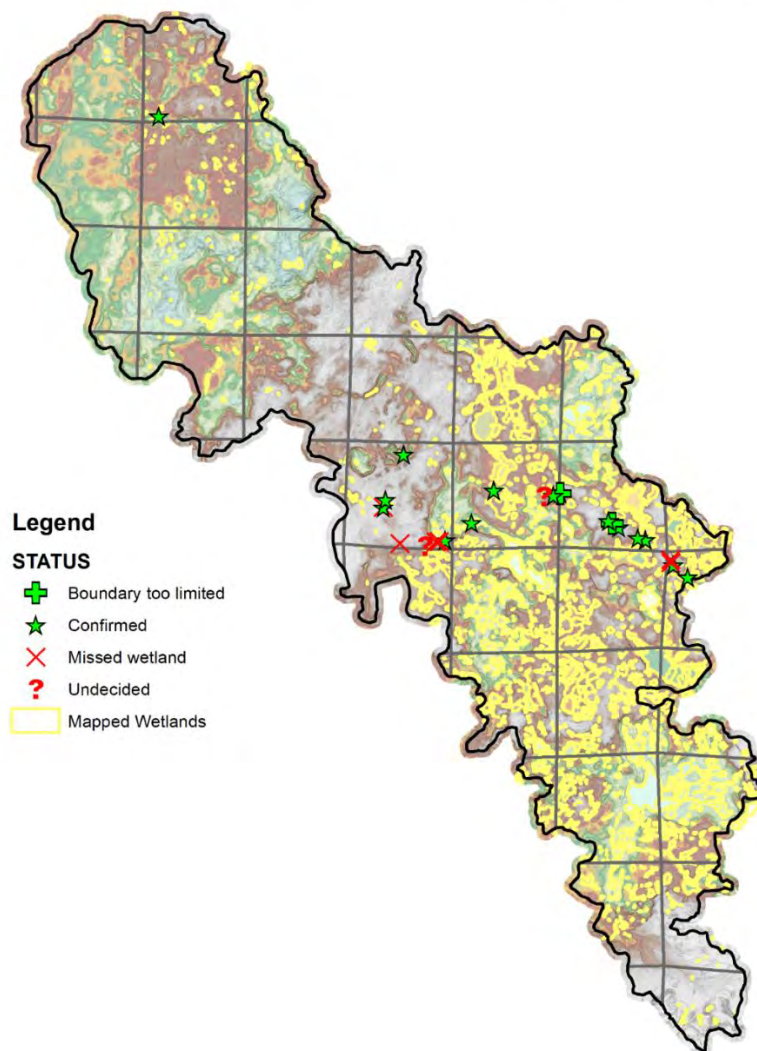 Legend
STATUS
Boundary too limited
Confirmed
Missed wetland
? Undecided
Mapped Wetlands